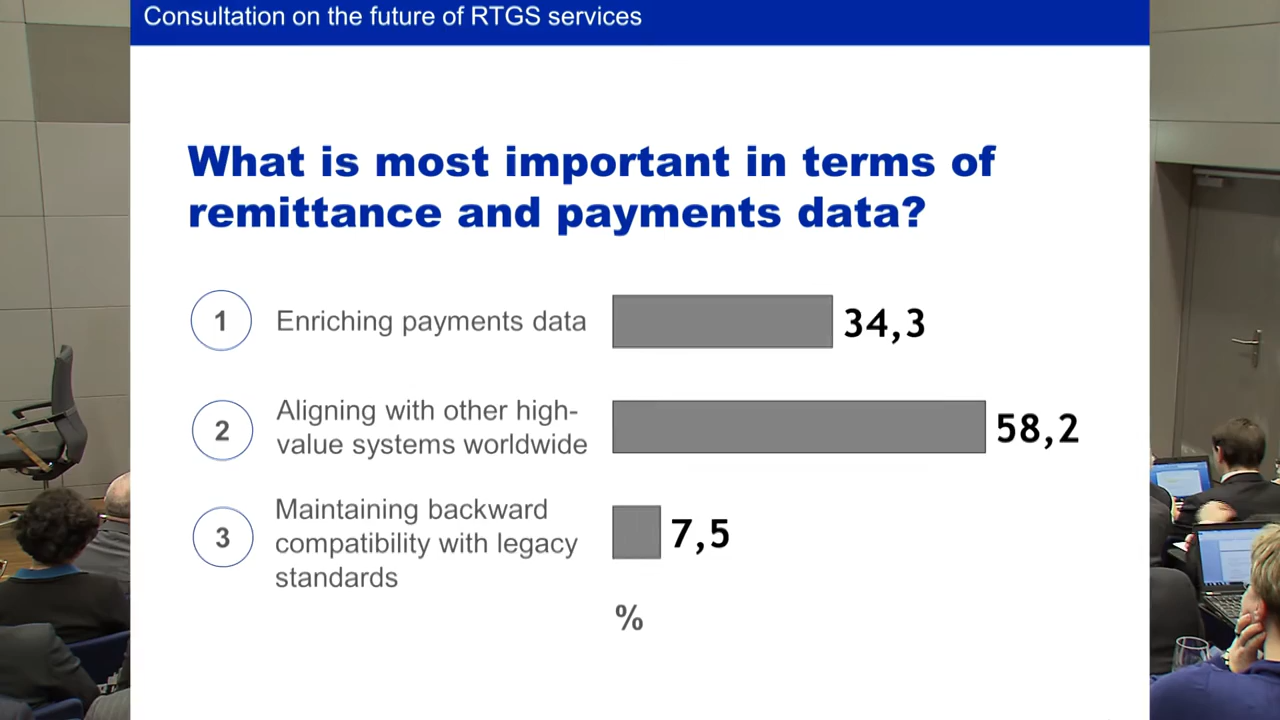 Consultation on the future of RTGS services
What is most important in terms of
remittance and payments data?
1 Enriching payments data 34,3
2 Aligning with other high-
value systems worldwide 58,2
3 Maintaining backward
compatibility with legacy
standards 7,5
%